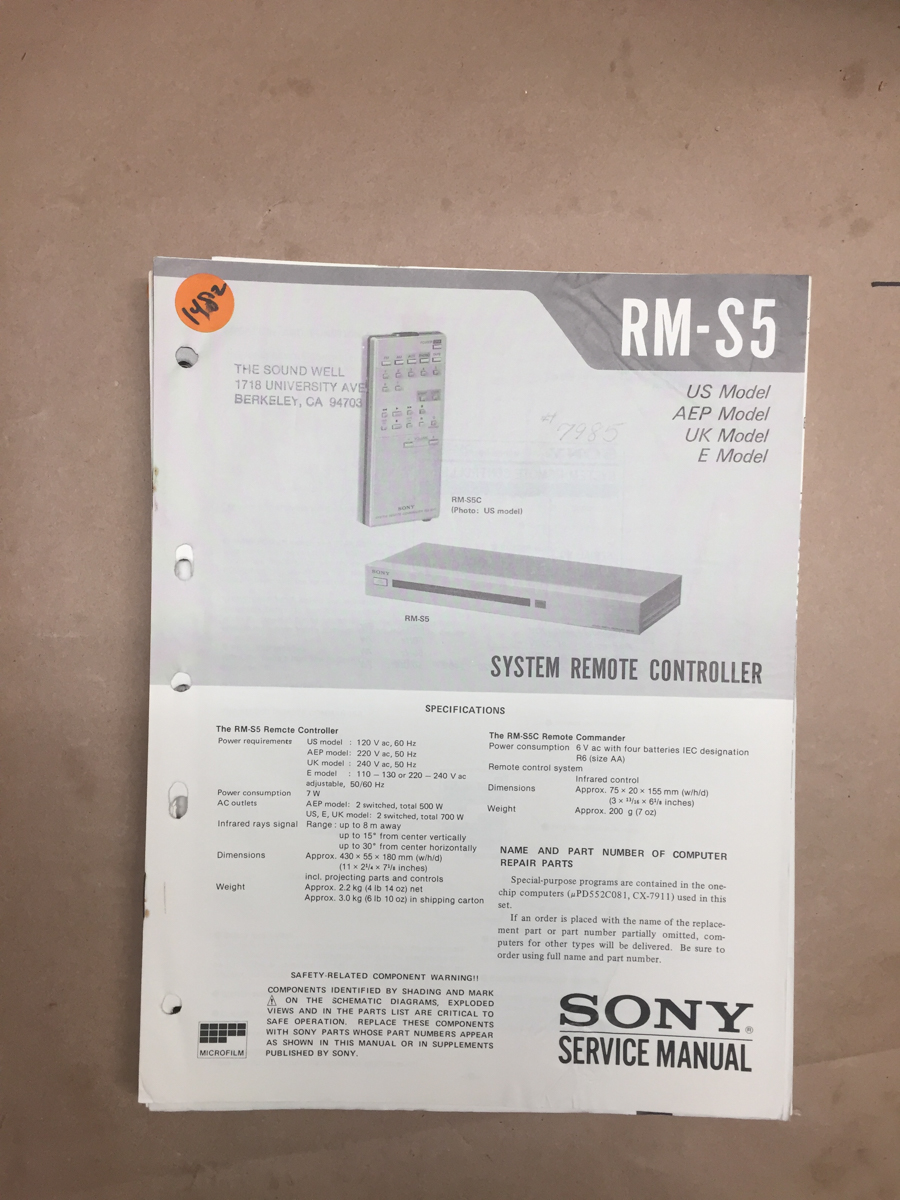 1482
RM-S5
THE SOUND WELL
1718 UNIVERSITY AVE
BERKELEY, CA 94703
US Model
AEP Model
UK Model
E Model
#7985
SONY
RM-S5C
(Photo: US model)
SONY
RM-S5
SYSTEM REMOTE CONTROLLER
SPECIFICATIONS
The RM-S5 Remote Controller
Power requirements US model : 120 V ac, 60 Hz
AEP model: 220 V ac, 50 Hz
UK model : 240 V ac, 50 Hz
E model : 110 – 130 or 220 – 240 V ac
adjustable, 50/60 Hz
Power consumption 7 W
AC outlets AEP model: 2 switched, total 500 W
US, E, UK model: 2 switched, total 700 W
Infrared rays signal Range : up to 8 m away
up to 15° from center vertically
up to 30° from center horizontally
Dimensions Approx. 430 × 55 × 180 mm (w/h/d)
(11 × 2¼ × 7⅛ inches)
incl. projecting parts and controls
Weight Approx. 2.2 kg (4 lb 14 oz) net
Approx. 3.0 kg (6 lb 10 oz) in shipping carton
The RM-S5C Remote Commander
Power consumption 6 V ac with four batteries IEC designation
R6 (size AA)
Remote control system
Infrared control
Dimensions Approx. 75 × 20 × 155 mm (w/h/d)
(3 × 13/16 × 6⅛ inches)
Weight Approx. 200 g (7 oz)
NAME AND PART NUMBER OF COMPUTER
REPAIR PARTS
Special-purpose programs are contained in the one-
chip computers (μPD552C081, CX-7911) used in this
set.
If an order is placed with the name of the replace-
ment part or part number partially omitted, com-
puters for other types will be delivered. Be sure to
order using full name and part number.
SAFETY-RELATED COMPONENT WARNING!!
COMPONENTS IDENTIFIED BY SHADING AND MARK
⚠ ON THE SCHEMATIC DIAGRAMS, EXPLODED
VIEWS AND IN THE PARTS LIST ARE CRITICAL TO
SAFE OPERATION. REPLACE THESE COMPONENTS
WITH SONY PARTS WHOSE PART NUMBERS APPEAR
AS SHOWN IN THIS MANUAL OR IN SUPPLEMENTS
PUBLISHED BY SONY.
MICROFILM
SONY®
SERVICE MANUAL